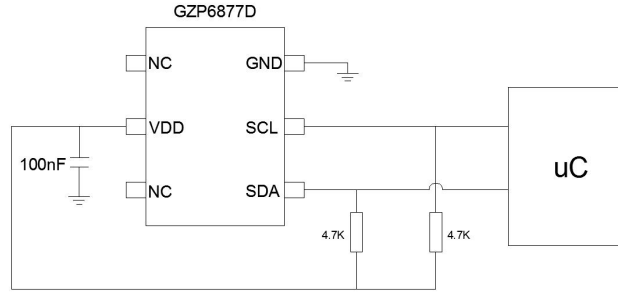 GZP6877D
NC GND
VDD SCL
100nF
NC SDA
uC
4.7K 4.7K